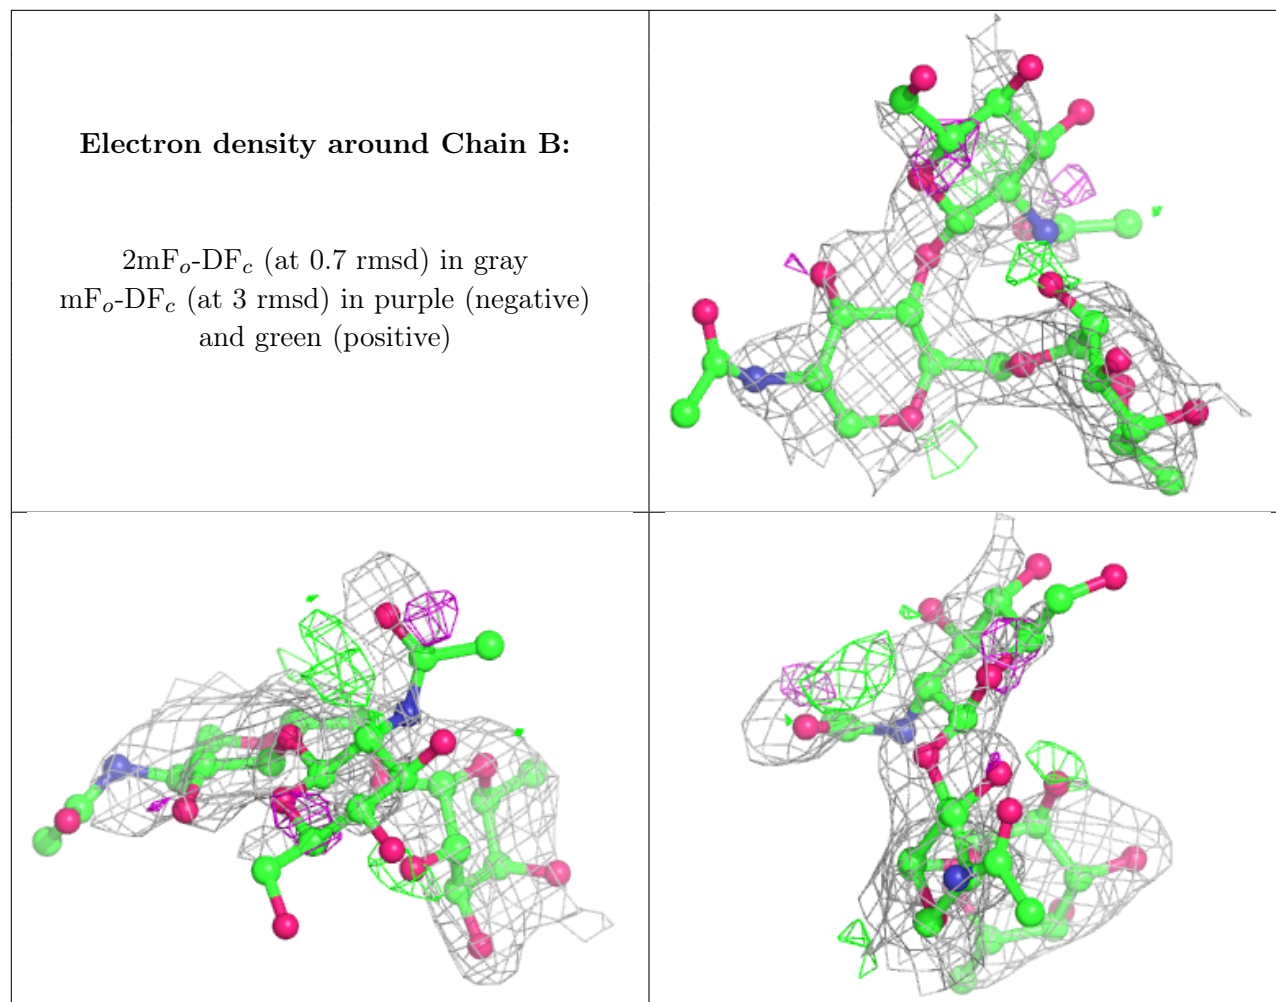 Electron density around Chain B:
2mFₒ-DF𝒸 (at 0.7 rmsd) in gray
mFₒ-DF𝒸 (at 3 rmsd) in purple (negative)
and green (positive)